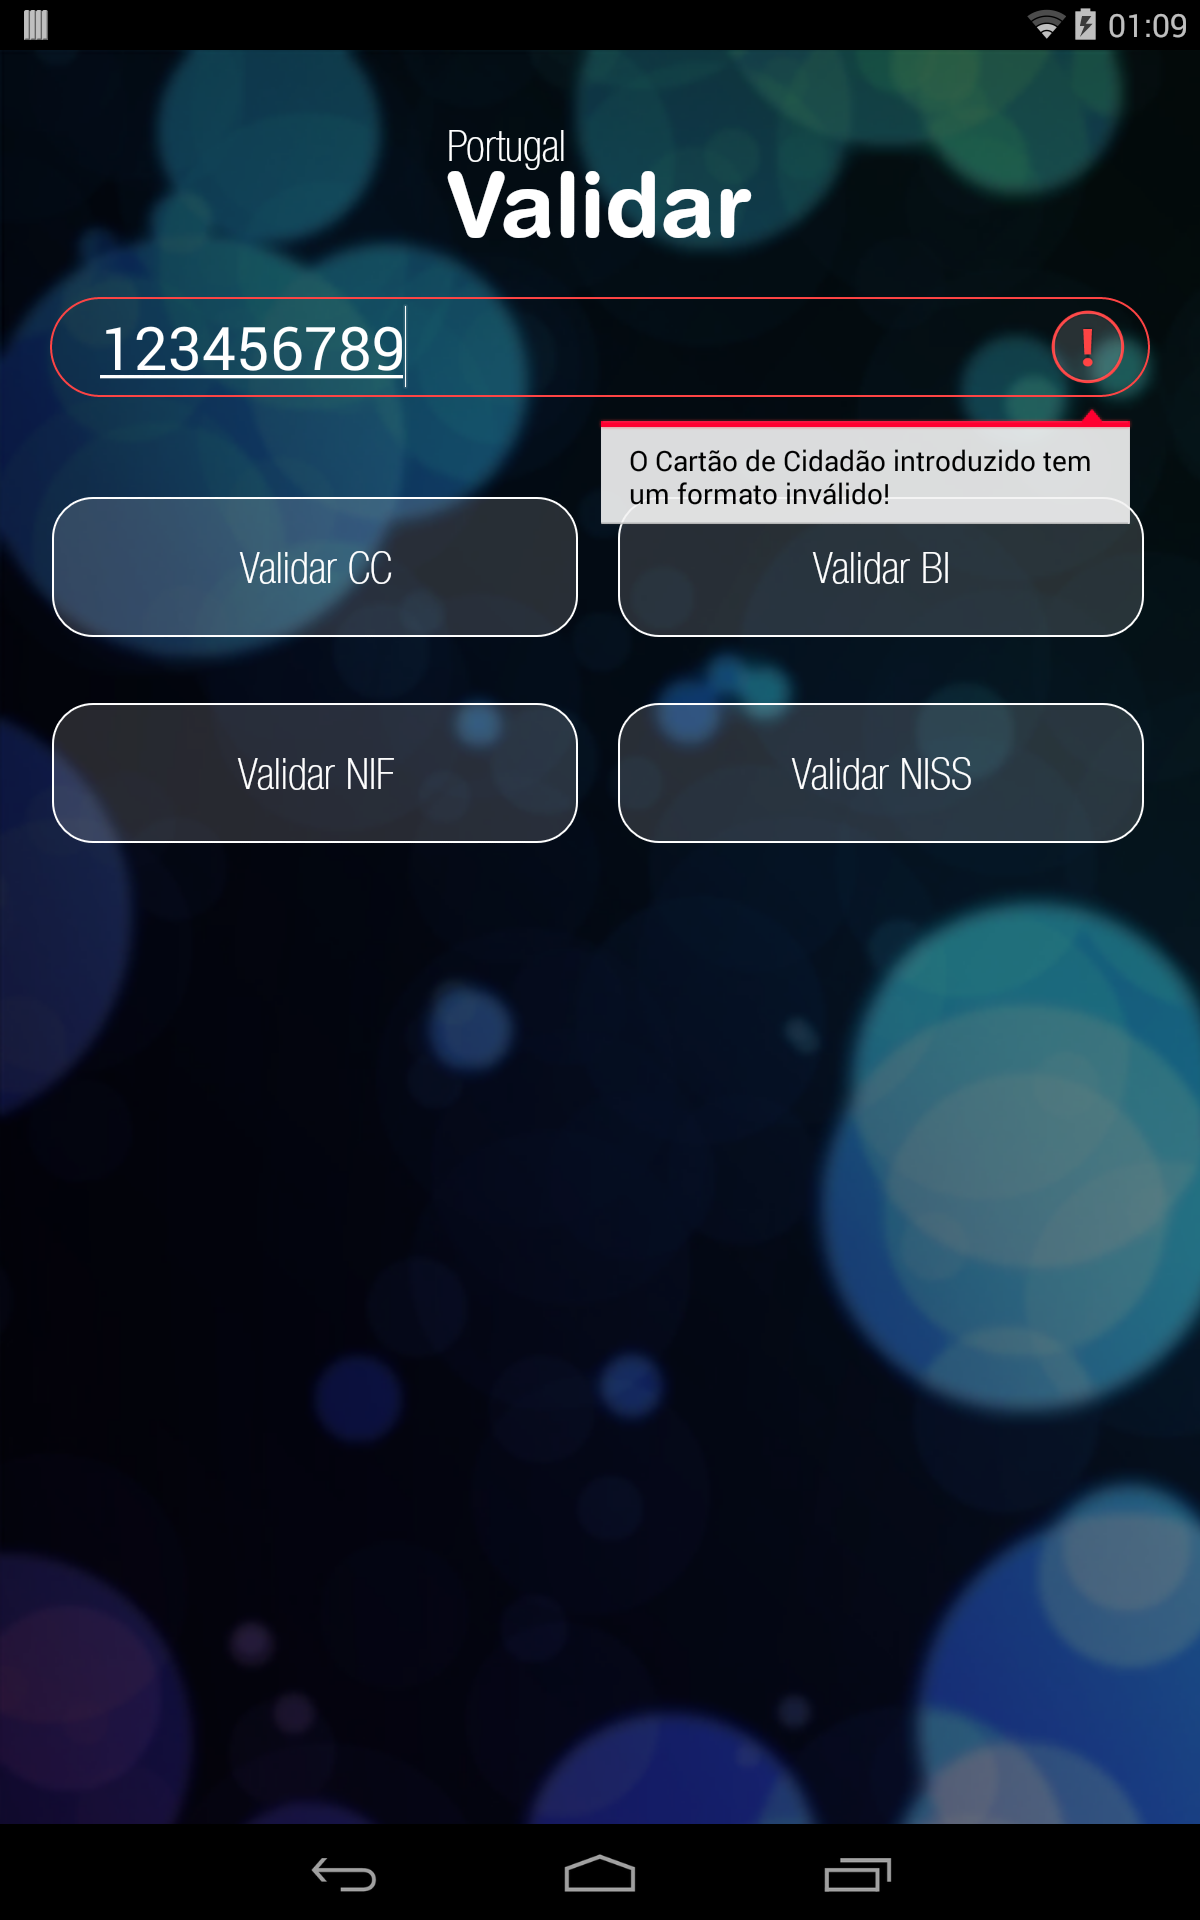 01:09
Portugal
Validar
123456789
!
O Cartão de Cidadão introduzido tem
um formato inválido!
Validar CC
Validar BI
Validar NIF
Validar NISS